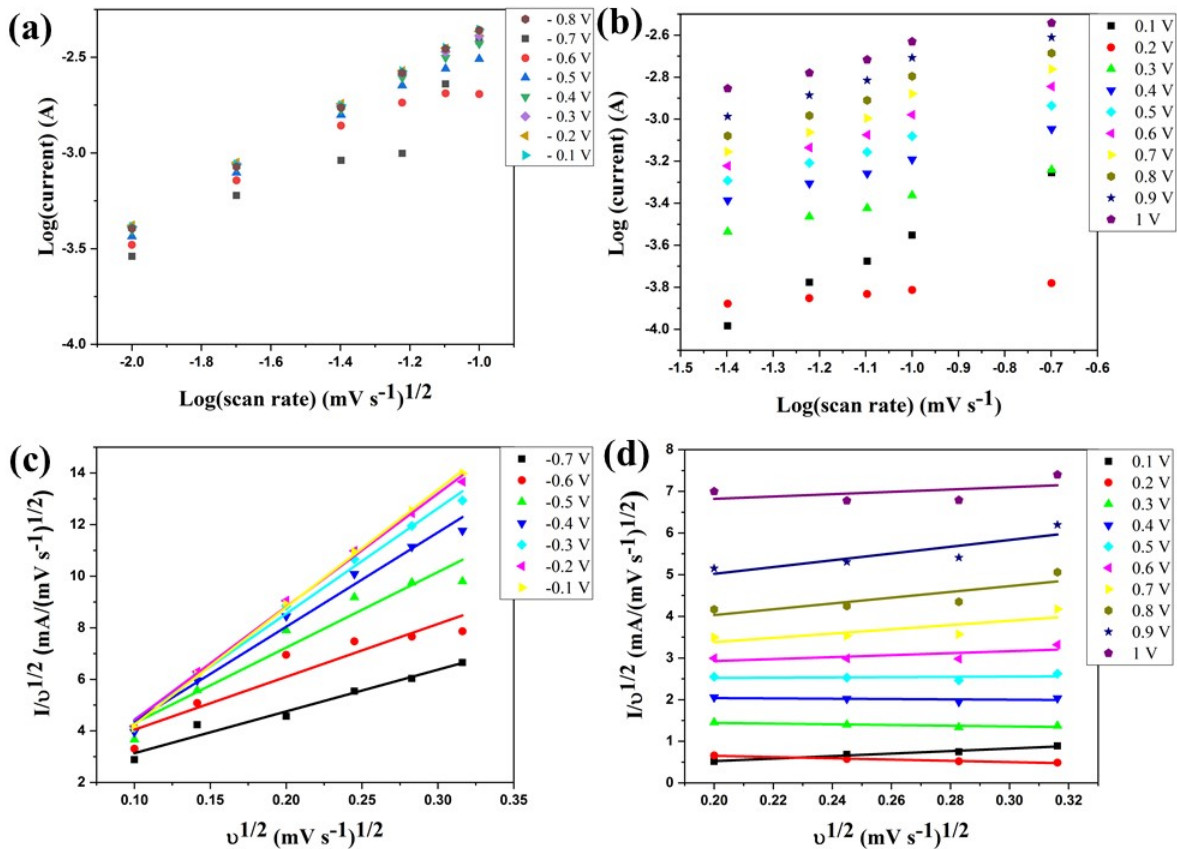 (a)
Log(current) (A)
-2.5
-3.0
-3.5
-4.0
-2.0
-1.8
-1.6
-1.4
-1.2
-1.0
Log(scan rate) (mV s-1)1/2
- 0.8 V
- 0.7 V
- 0.6 V
- 0.5 V
- 0.4 V
- 0.3 V
- 0.2 V
- 0.1 V
(b)
Log (current) (A)
-2.6
-2.8
-3.0
-3.2
-3.4
-3.6
-3.8
-4.0
-1.5
-1.4
-1.3
-1.2
-1.1
-1.0
-0.9
-0.8
-0.7
-0.6
Log(scan rate) (mV s-1)
0.1 V
0.2 V
0.3 V
0.4 V
0.5 V
0.6 V
0.7 V
0.8 V
0.9 V
1 V
(c)
I/υ1/2 (mA/(mV s-1)1/2)
14
12
10
8
6
4
2
0.10
0.15
0.20
0.25
0.30
0.35
υ1/2 (mV s-1)1/2
-0.7 V
-0.6 V
-0.5 V
-0.4 V
-0.3 V
-0.2 V
-0.1 V
(d)
I/υ1/2 (mA/(mV s-1)1/2)
8
7
6
5
4
3
2
1
0
0.20
0.22
0.24
0.26
0.28
0.30
0.32
υ1/2 (mV s-1)1/2
0.1 V
0.2 V
0.3 V
0.4 V
0.5 V
0.6 V
0.7 V
0.8 V
0.9 V
1 V